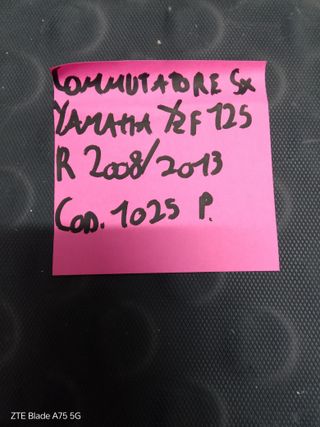 COMMUTATORE SX
YAMAHA YZF 125
R 2008/2013
COD. 1025 P.
ZTE Blade A75 5G